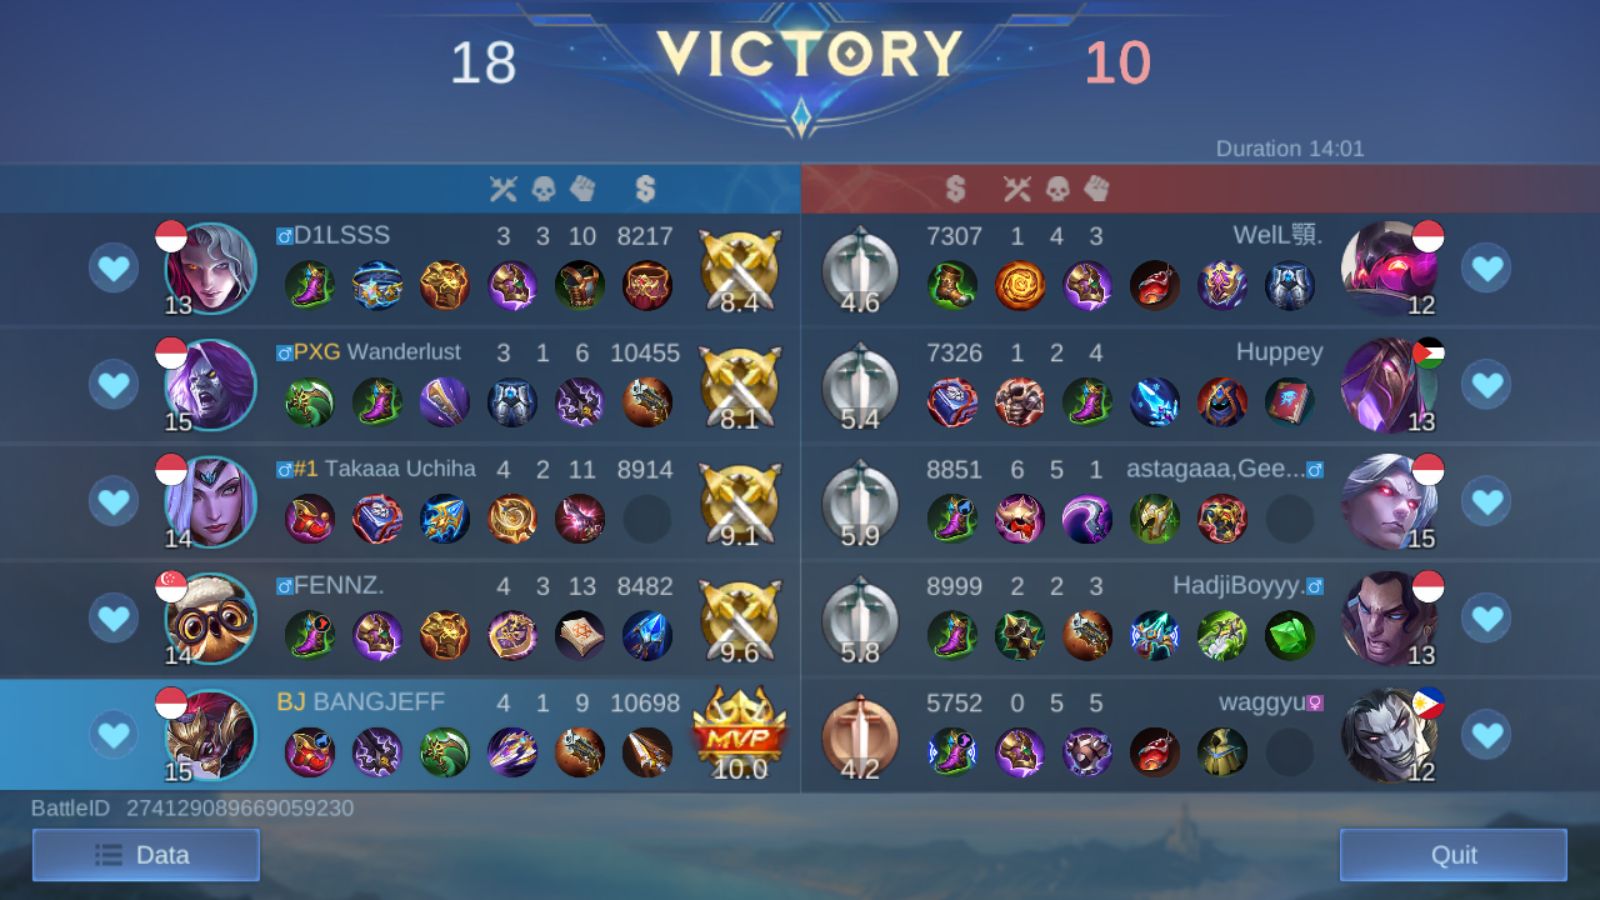 18 VICTORY 10
Duration 14:01
D1LSSS 3 3 10 8217
13 8.4
PXG Wanderlust 3 1 6 10455
15 8.1
#1 Takaaa Uchiha 4 2 11 8914
14 9.1
FENNZ. 4 3 13 8482
14 9.6
BJ BANGJEFF 4 1 9 10698
MVP
15 10.0
7307 1 4 3 WelL顎.
4.6 12
7326 1 2 4 Huppey
5.4 13
8851 6 5 1 astagaaa,Gee...
5.9 15
8999 2 2 3 HadjiBoyyy.
5.8 13
5752 0 5 5 waggyu
4.2 12
BattleID 274129089669059230
Data
Quit